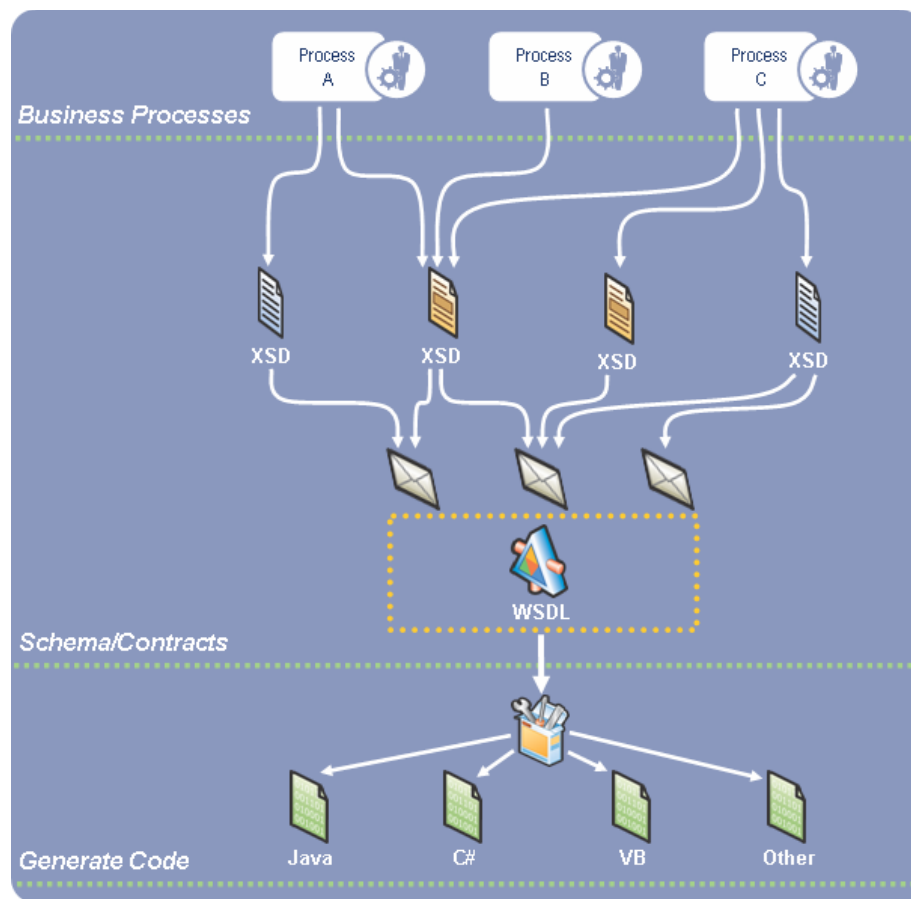 Process
A
Process
B
Process
C
Business Processes
XSD
XSD
XSD
XSD
WSDL
Schema/Contracts
Java
C#
VB
Other
Generate Code